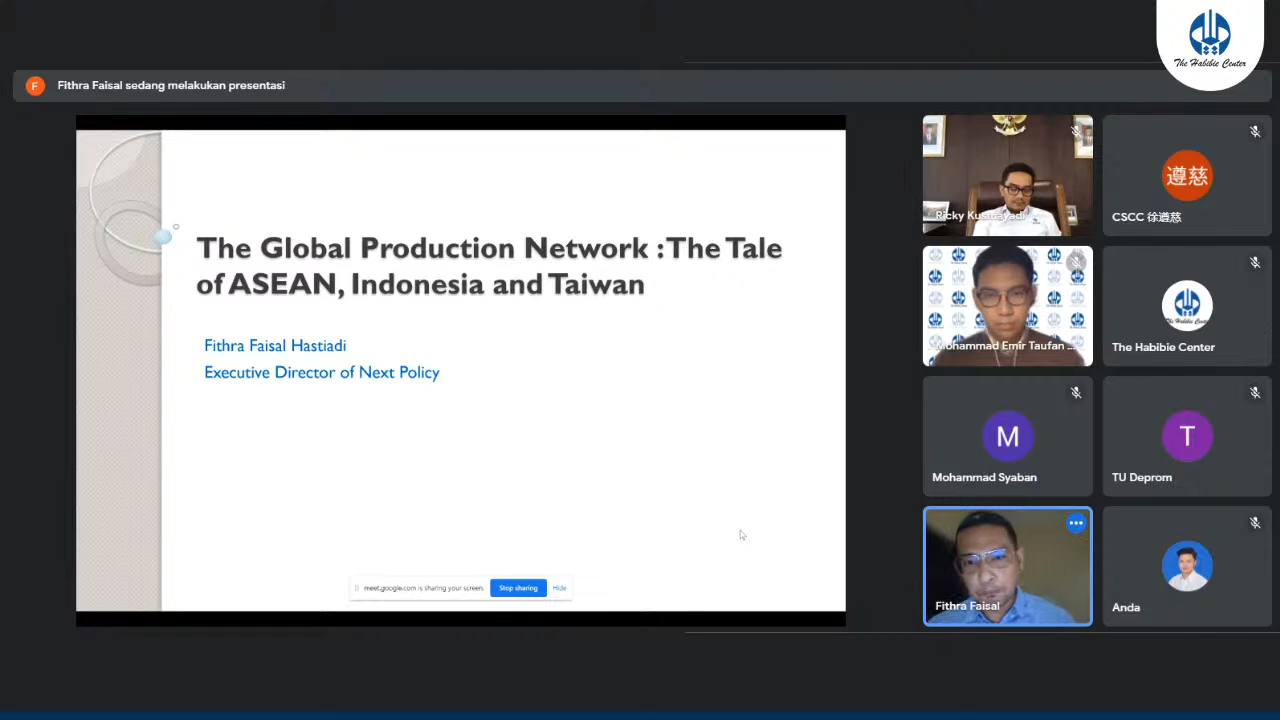 The Habibie Center
F
Fithra Faisal sedang melakukan presentasi
The Global Production Network : The Tale
of ASEAN, Indonesia and Taiwan
Fithra Faisal Hastiadi
Executive Director of Next Policy
meet.google.com is sharing your screen.
Stop sharing
Hide
Ricky Kusmayadi
遵慈
CSCC 徐遵慈
Mohammad Emir Taufan ...
The Habibie Center
The Habibie Center
M
Mohammad Syaban
T
TU Deprom
Fithra Faisal
Anda